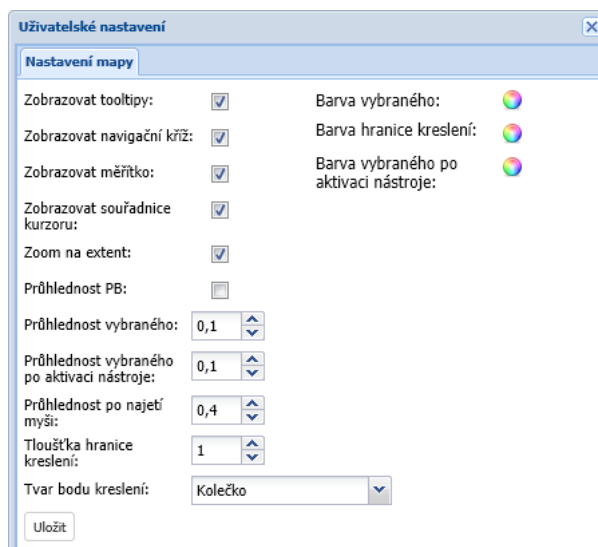 Uživatelské nastavení
Nastavení mapy
Zobrazovat tooltipy:
Zobrazovat navigační kříž:
Zobrazovat měřítko:
Zobrazovat souřadnice
kurzoru:
Zoom na extent:
Průhlednost PB:
Průhlednost vybraného:
0,1
Průhlednost vybraného
po aktivaci nástroje:
0,1
Průhlednost po najetí
myši:
0,4
Tloušťka hranice
kreslení:
1
Tvar bodu kreslení:
Kolečko
Uložit
Barva vybraného:
Barva hranice kreslení:
Barva vybraného po
aktivaci nástroje: